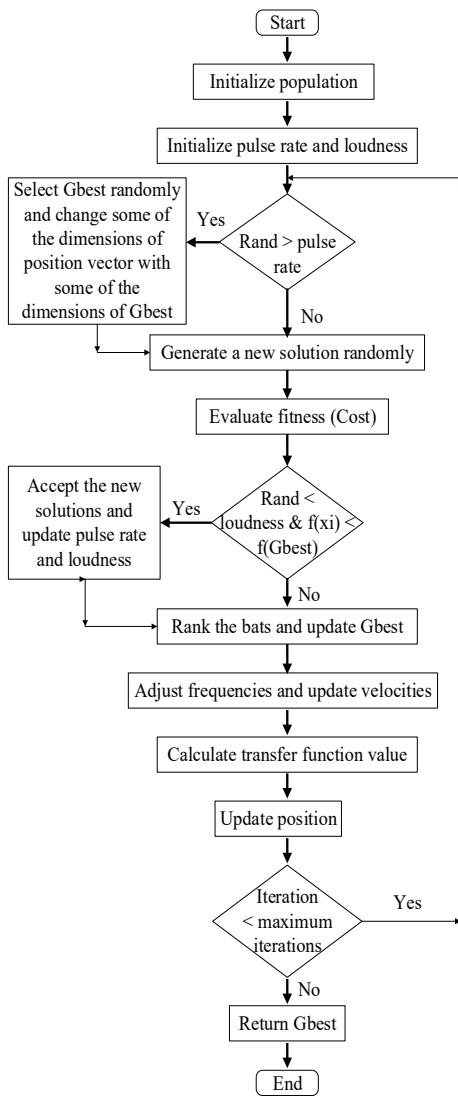 Start
Initialize population
Initialize pulse rate and loudness
Select Gbest randomly
and change some of
the dimensions of
position vector with
some of the
dimensions of Gbest
Yes
Rand > pulse
rate
No
Generate a new solution randomly
Evaluate fitness (Cost)
Accept the new
solutions and
update pulse rate
and loudness
Yes
Rand <
loudness & f(xi) <
f(Gbest)
No
Rank the bats and update Gbest
Adjust frequencies and update velocities
Calculate transfer function value
Update position
Iteration
< maximum
iterations
Yes
No
Return Gbest
End